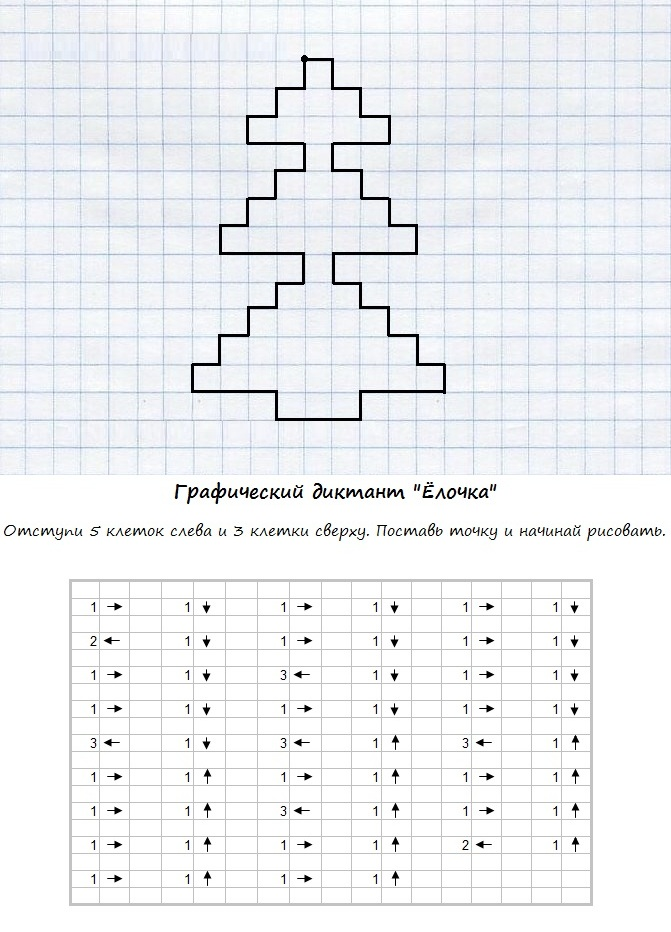 Графический диктант "Ёлочка"
Отступи 5 клеток слева и 3 клетки сверху. Поставь точку и начинай рисовать.
1 → 1 ↓ 1 → 1 ↓ 1 → 1 ↓
2 ← 1 ↓ 1 → 1 ↓ 1 → 1 ↓
1 → 1 ↓ 3 ← 1 ↓ 1 → 1 ↓
1 → 1 ↓ 1 → 1 ↓ 1 → 1 ↓
3 ← 1 ↓ 3 ← 1 ↑ 3 ← 1 ↑
1 → 1 ↑ 1 → 1 ↑ 1 → 1 ↑
1 → 1 ↑ 3 ← 1 ↑ 1 → 1 ↑
1 → 1 ↑ 1 → 1 ↑ 2 ← 1 ↑
1 → 1 ↑ 1 → 1 ↑